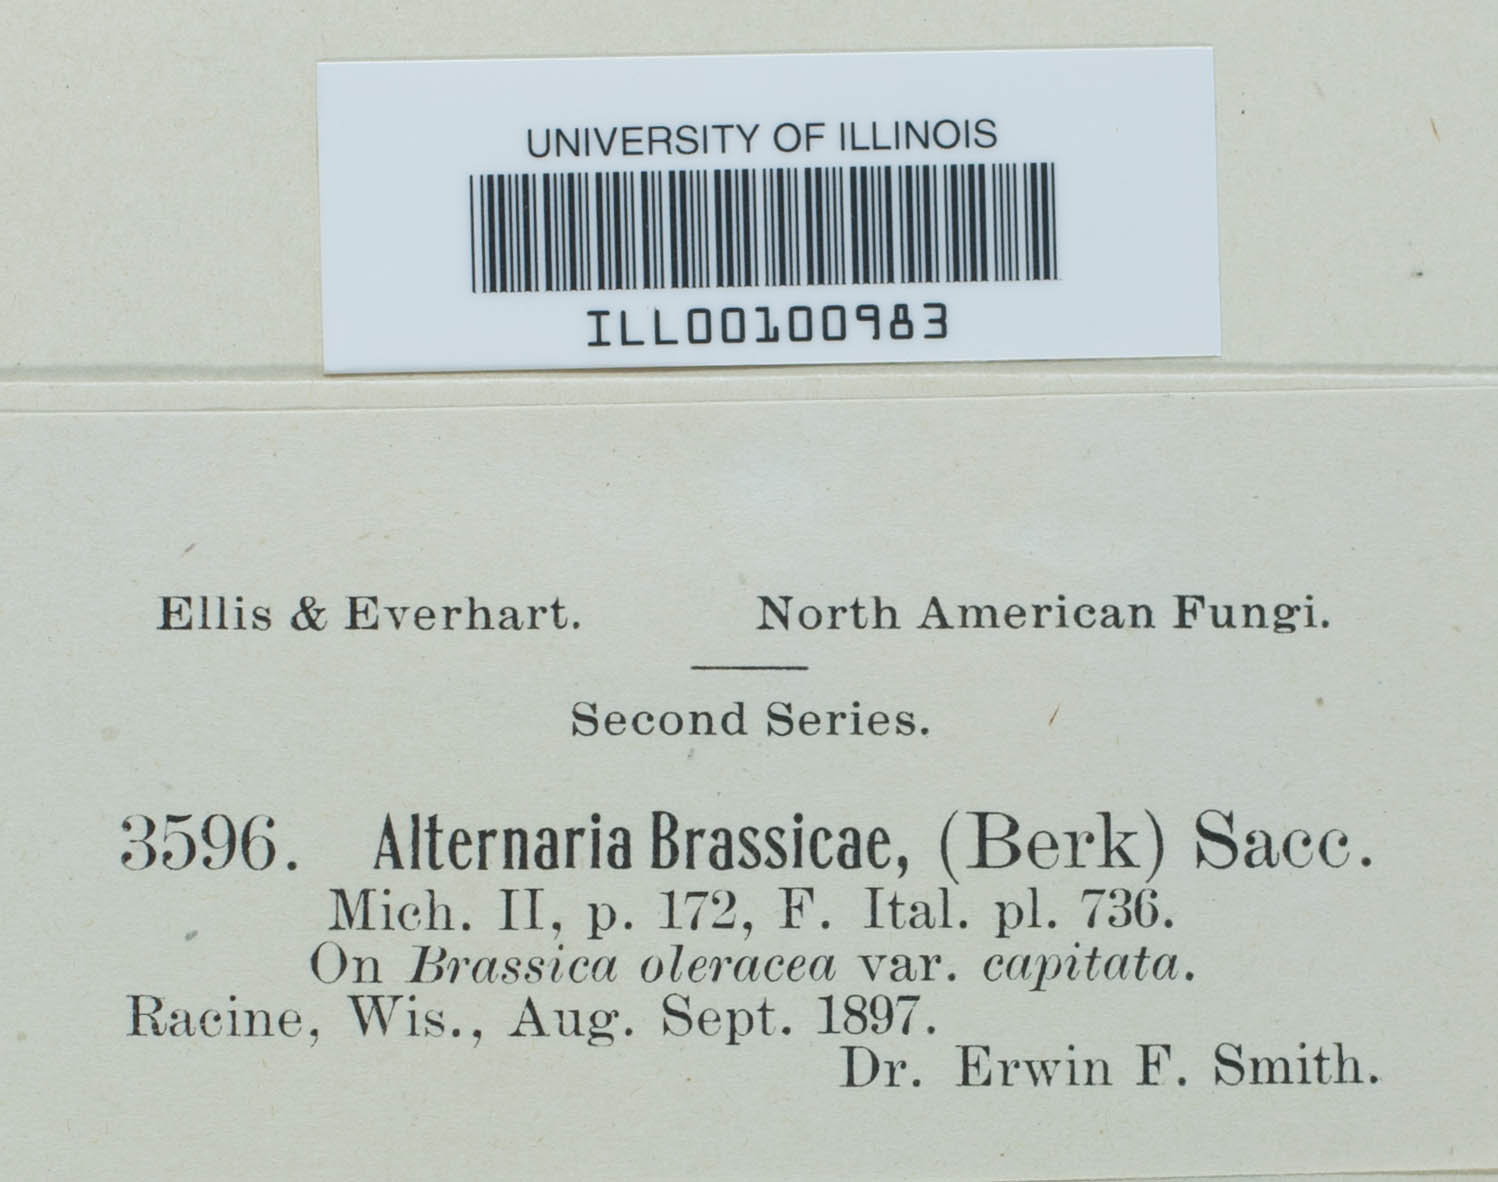 UNIVERSITY OF ILLINOIS
ILL00100983
Ellis & Everhart. North American Fungi.
Second Series.
3596. Alternaria Brassicae, (Berk) Sacc.
Mich. II, p. 172, F. Ital. pl. 736.
On Brassica oleracea var. capitata.
Racine, Wis., Aug. Sept. 1897.
Dr. Erwin F. Smith.